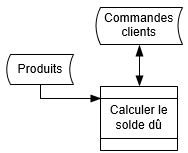 Commandes
clients
Produits
Calculer le
solde dû